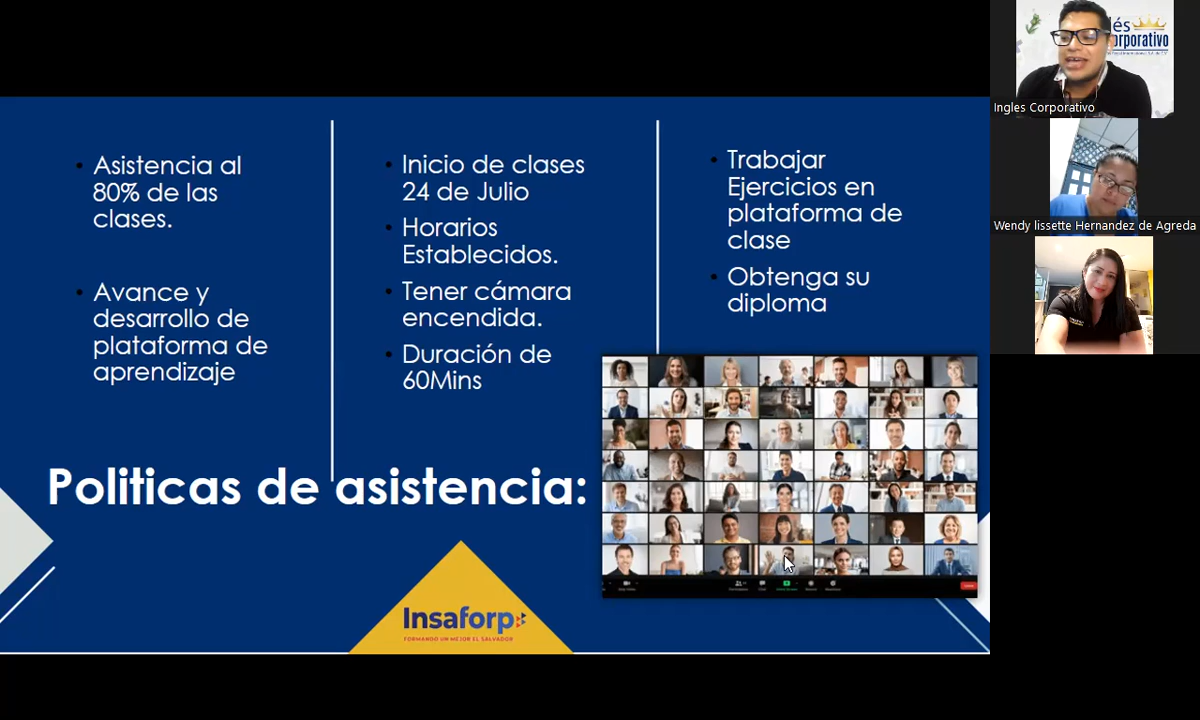 Asistencia al
80% de las
clases.
Avance y
desarrollo de
plataforma de
aprendizaje
Inicio de clases
24 de Julio
Horarios
Establecidos.
Tener cámara
encendida.
Duración de
60Mins
Trabajar
Ejercicios en
plataforma de
clase
Obtenga su
diploma
Politicas de asistencia:
Insaforp
FORMANDO UN MEJOR EL SALVADOR
Ingles Corporativo
Wendy lissette Hernandez de Agreda